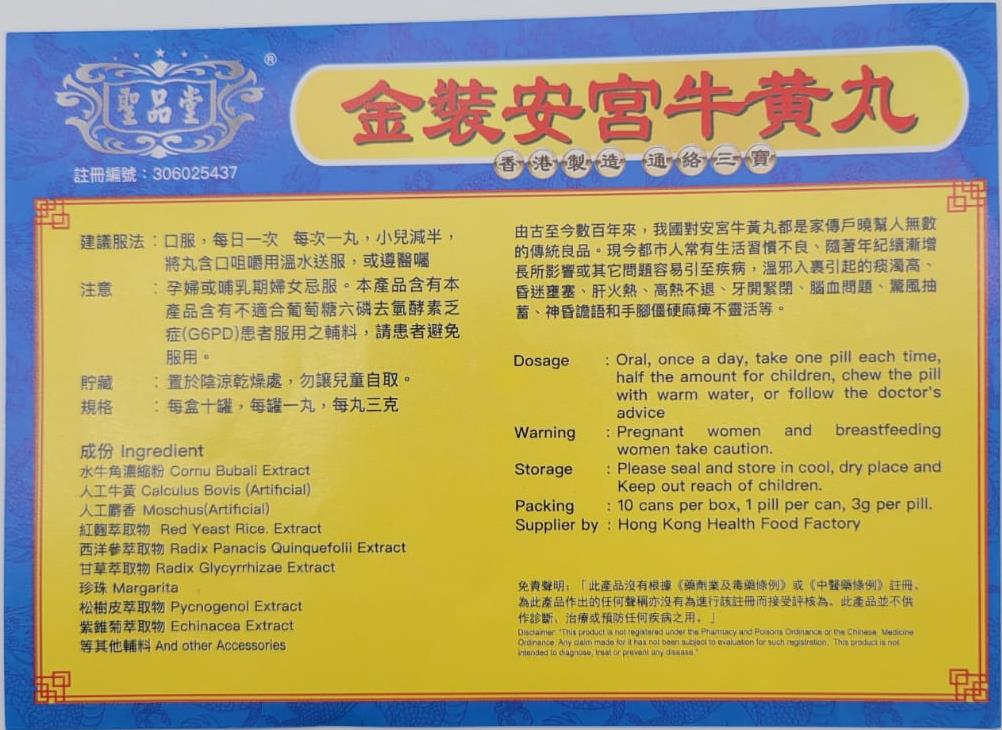 聖品堂®
註冊編號：306025437
金裝安宮牛黃丸
香港製造 通絡三寶
建議服法：口服，每日一次 每次一丸，小兒減半，
將丸含口咀嚼用溫水送服，或遵醫囑
注意 ：孕婦或哺乳期婦女忌服。本產品含有本
產品含有不適合葡萄糖六磷去氫酵素乏
症(G6PD)患者服用之輔料，請患者避免
服用。
貯藏 ：置於陰涼乾燥處，勿讓兒童自取。
規格 ：每盒十罐，每罐一丸，每丸三克
成份 Ingredient
水牛角濃縮粉 Cornu Bubali Extract
人工牛黃 Calculus Bovis (Artificial)
人工麝香 Moschus(Artificial)
紅麴萃取物 Red Yeast Rice. Extract
西洋參萃取物 Radix Panacis Quinquefolii Extract
甘草萃取物 Radix Glycyrrhizae Extract
珍珠 Margarita
松樹皮萃取物 Pycnogenol Extract
紫錐菊萃取物 Echinacea Extract
等其他輔料 And other Accessories
由古至今數百年來，我國對安宮牛黃丸都是家傳戶曉幫人無數
的傳統良品。現今都市人常有生活習慣不良、隨著年紀續漸增
長所影響或其它問題容易引至疾病，溫邪入裏引起的痰濁高、
昏迷壅塞、肝火熱、高熱不退、牙開緊閉、腦血問題、驚風抽
蓄、神昏譫語和手腳僵硬麻痺不靈活等。
Dosage : Oral, once a day, take one pill each time,
half the amount for children, chew the pill
with warm water, or follow the doctor's
advice
Warning : Pregnant women and breastfeeding
women take caution.
Storage : Please seal and store in cool, dry place and
Keep out reach of children.
Packing : 10 cans per box, 1 pill per can, 3g per pill.
Supplier by : Hong Kong Health Food Factory
免責聲明：「此產品沒有根據《藥劑業及毒藥條例》或《中醫藥條例》註冊。
為此產品作出的任何聲稱亦沒有為進行該註冊而接受評核為。此產品並不供
作診斷、治療或預防任何疾病之用。」
Disclaimer: "This product is not registered under the Pharmacy and Poisons Ordinance or the Chinese Medicine
Ordinance. Any claim made for it has not been subject to evaluation for such registration. This product is not
intended to diagnose, treat or prevent any disease."